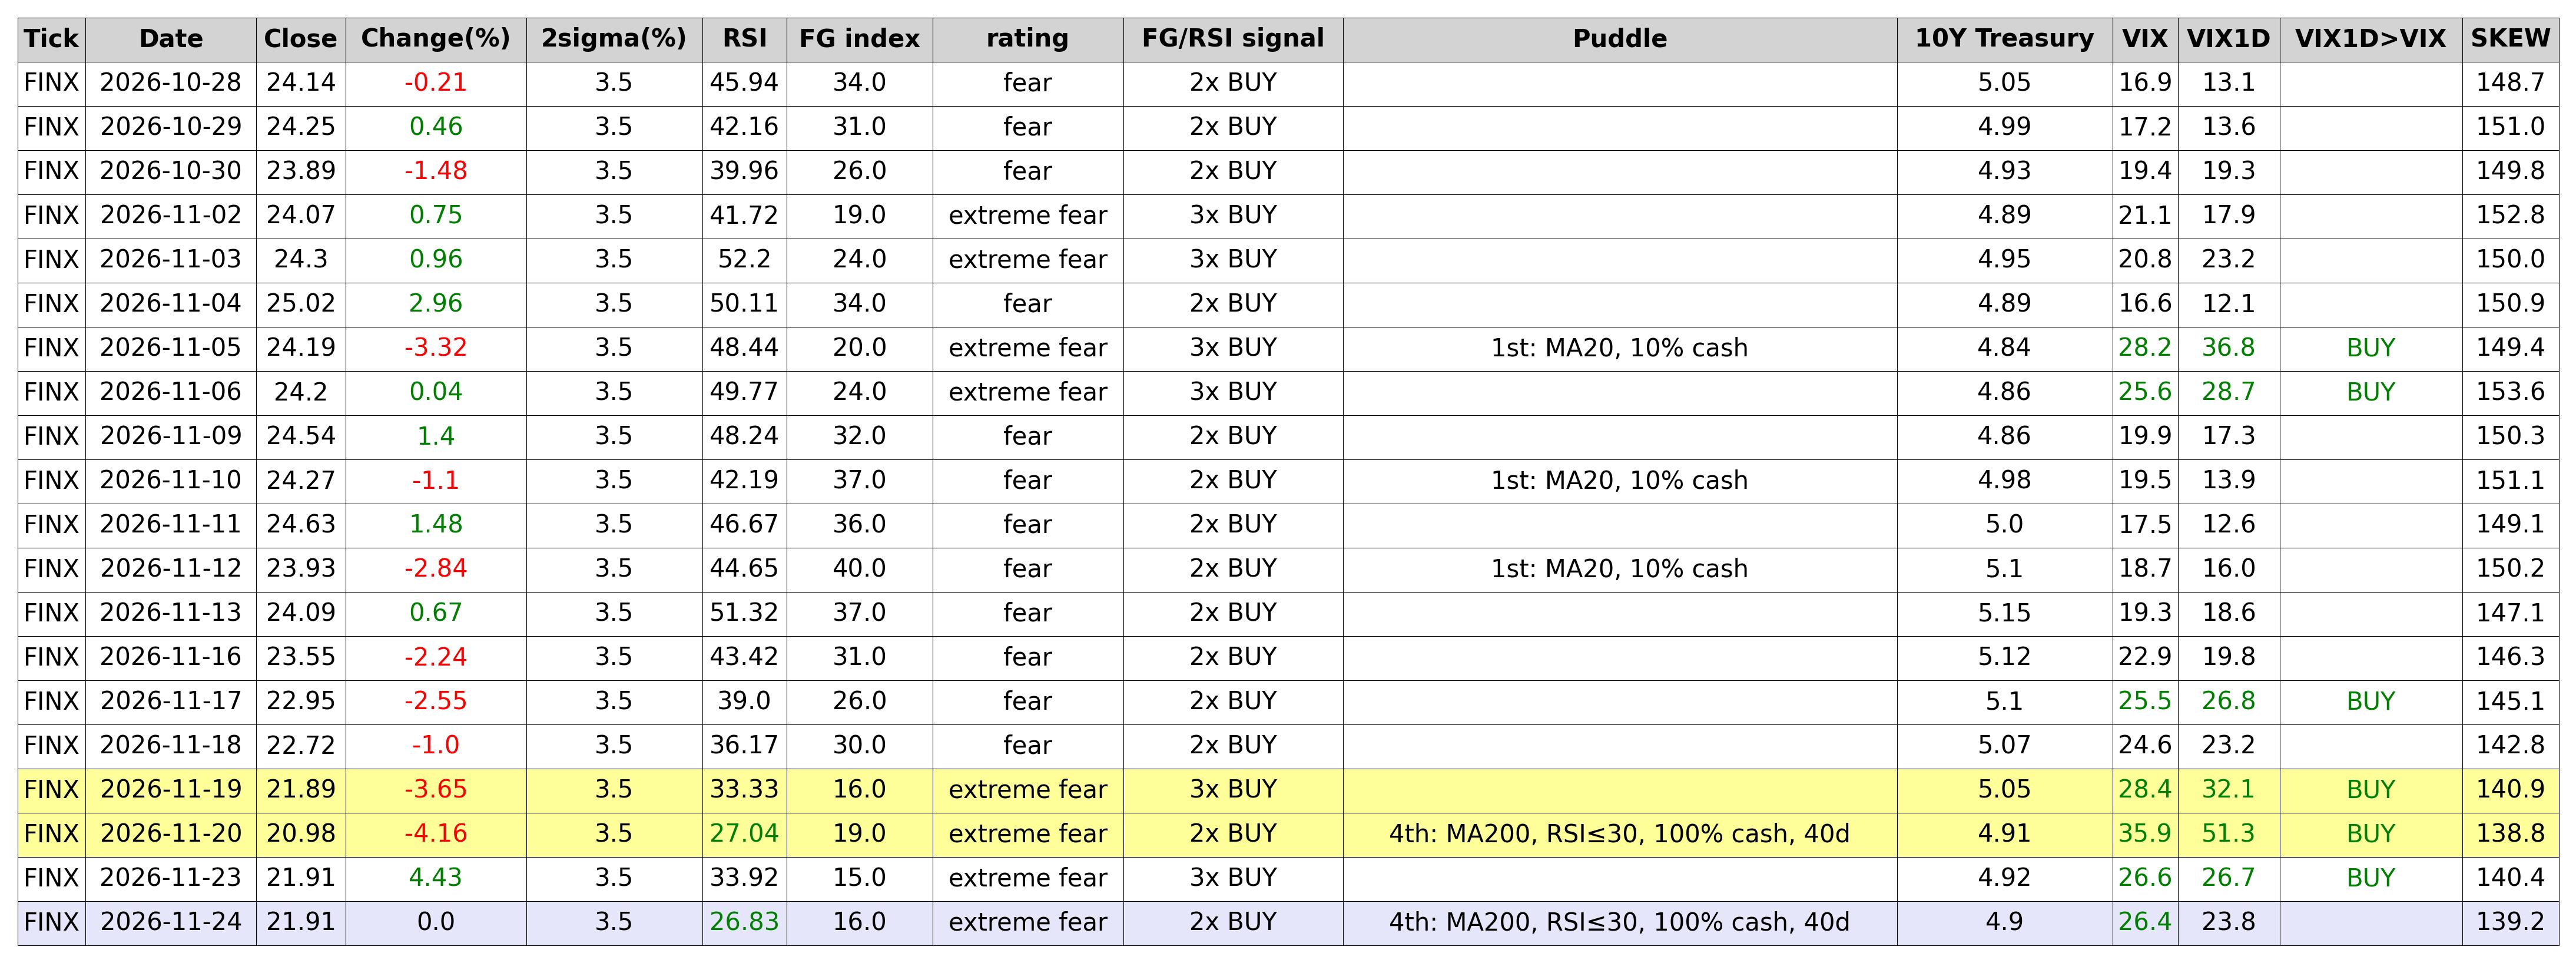 Tick Date Close Change(%) 2sigma(%) RSI FG index rating FG/RSI signal Puddle 10Y Treasury VIX VIX1D VIX1D>VIX SKEW
FINX 2026-10-28 24.14 -0.21 3.5 45.94 34.0 fear 2x BUY 5.05 16.9 13.1 148.7
FINX 2026-10-29 24.25 0.46 3.5 42.16 31.0 fear 2x BUY 4.99 17.2 13.6 151.0
FINX 2026-10-30 23.89 -1.48 3.5 39.96 26.0 fear 2x BUY 4.93 19.4 19.3 149.8
FINX 2026-11-02 24.07 0.75 3.5 41.72 19.0 extreme fear 3x BUY 4.89 21.1 17.9 152.8
FINX 2026-11-03 24.3 0.96 3.5 52.2 24.0 extreme fear 3x BUY 4.95 20.8 23.2 150.0
FINX 2026-11-04 25.02 2.96 3.5 50.11 34.0 fear 2x BUY 4.89 16.6 12.1 150.9
FINX 2026-11-05 24.19 -3.32 3.5 48.44 20.0 extreme fear 3x BUY 1st: MA20, 10% cash 4.84 28.2 36.8 BUY 149.4
FINX 2026-11-06 24.2 0.04 3.5 49.77 24.0 extreme fear 3x BUY 4.86 25.6 28.7 BUY 153.6
FINX 2026-11-09 24.54 1.4 3.5 48.24 32.0 fear 2x BUY 4.86 19.9 17.3 150.3
FINX 2026-11-10 24.27 -1.1 3.5 42.19 37.0 fear 2x BUY 1st: MA20, 10% cash 4.98 19.5 13.9 151.1
FINX 2026-11-11 24.63 1.48 3.5 46.67 36.0 fear 2x BUY 5.0 17.5 12.6 149.1
FINX 2026-11-12 23.93 -2.84 3.5 44.65 40.0 fear 2x BUY 1st: MA20, 10% cash 5.1 18.7 16.0 150.2
FINX 2026-11-13 24.09 0.67 3.5 51.32 37.0 fear 2x BUY 5.15 19.3 18.6 147.1
FINX 2026-11-16 23.55 -2.24 3.5 43.42 31.0 fear 2x BUY 5.12 22.9 19.8 146.3
FINX 2026-11-17 22.95 -2.55 3.5 39.0 26.0 fear 2x BUY 5.1 25.5 26.8 BUY 145.1
FINX 2026-11-18 22.72 -1.0 3.5 36.17 30.0 fear 2x BUY 5.07 24.6 23.2 142.8
FINX 2026-11-19 21.89 -3.65 3.5 33.33 16.0 extreme fear 3x BUY 5.05 28.4 32.1 BUY 140.9
FINX 2026-11-20 20.98 -4.16 3.5 27.04 19.0 extreme fear 2x BUY 4th: MA200, RSI≤30, 100% cash, 40d 4.91 35.9 51.3 BUY 138.8
FINX 2026-11-23 21.91 4.43 3.5 33.92 15.0 extreme fear 3x BUY 4.92 26.6 26.7 BUY 140.4
FINX 2026-11-24 21.91 0.0 3.5 26.83 16.0 extreme fear 2x BUY 4th: MA200, RSI≤30, 100% cash, 40d 4.9 26.4 23.8 139.2